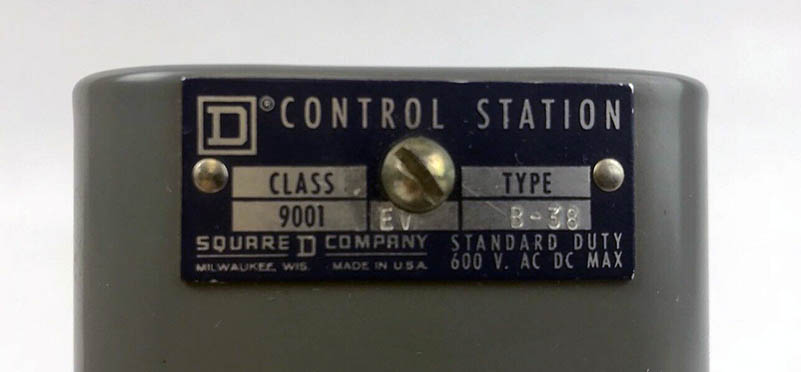 D® CONTROL STATION
CLASS TYPE
9001 EV B-38
SQUARE D COMPANY STANDARD DUTY
MILWAUKEE, WIS. MADE IN U.S.A. 600 V. AC DC MAX